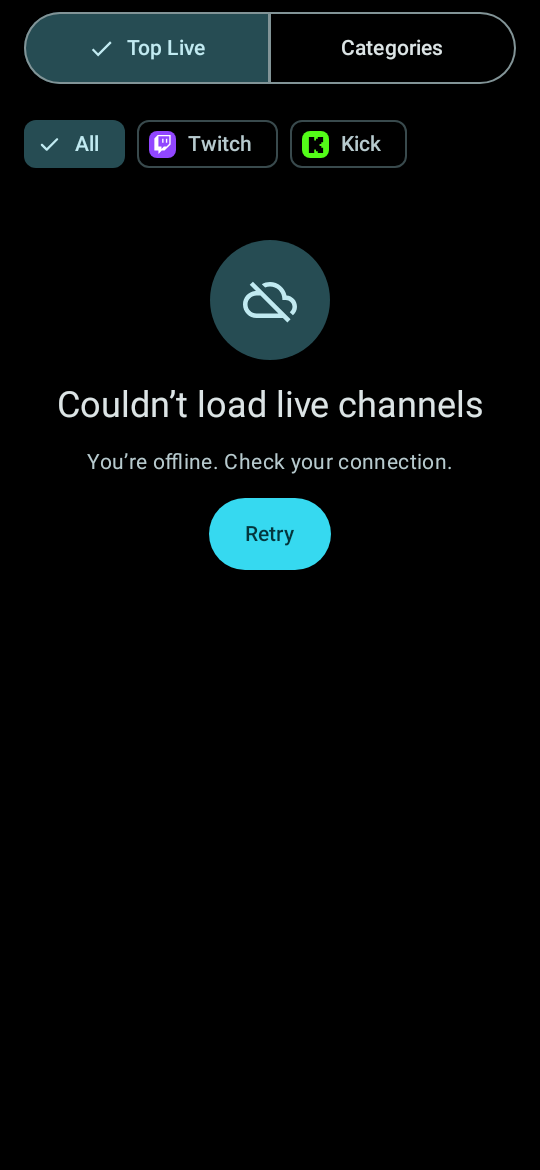 Top Live
Categories
All
Twitch
Kick
Couldn’t load live channels
You’re offline. Check your connection.
Retry